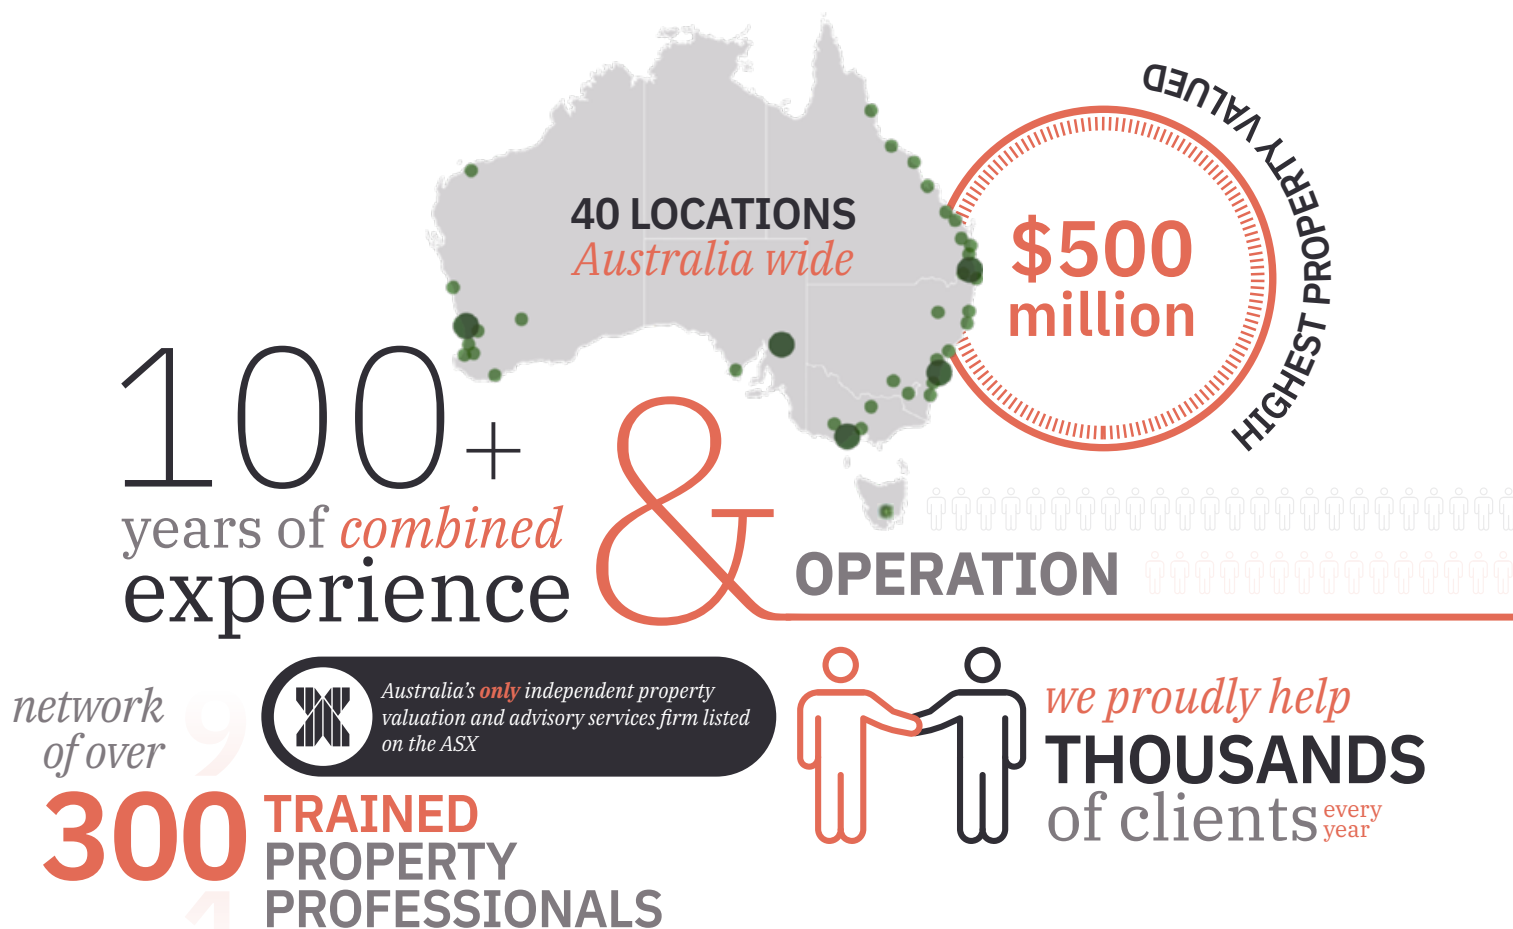 40 LOCATIONS
Australia wide
HIGHEST PROPERTY VALUED
$500
million
100+
years of combined
experience
&
OPERATION
network
of over
300
TRAINED
PROPERTY
PROFESSIONALS
Australia's only independent property
valuation and advisory services firm listed
on the ASX
we proudly help
THOUSANDS
of clients every
year
9
1